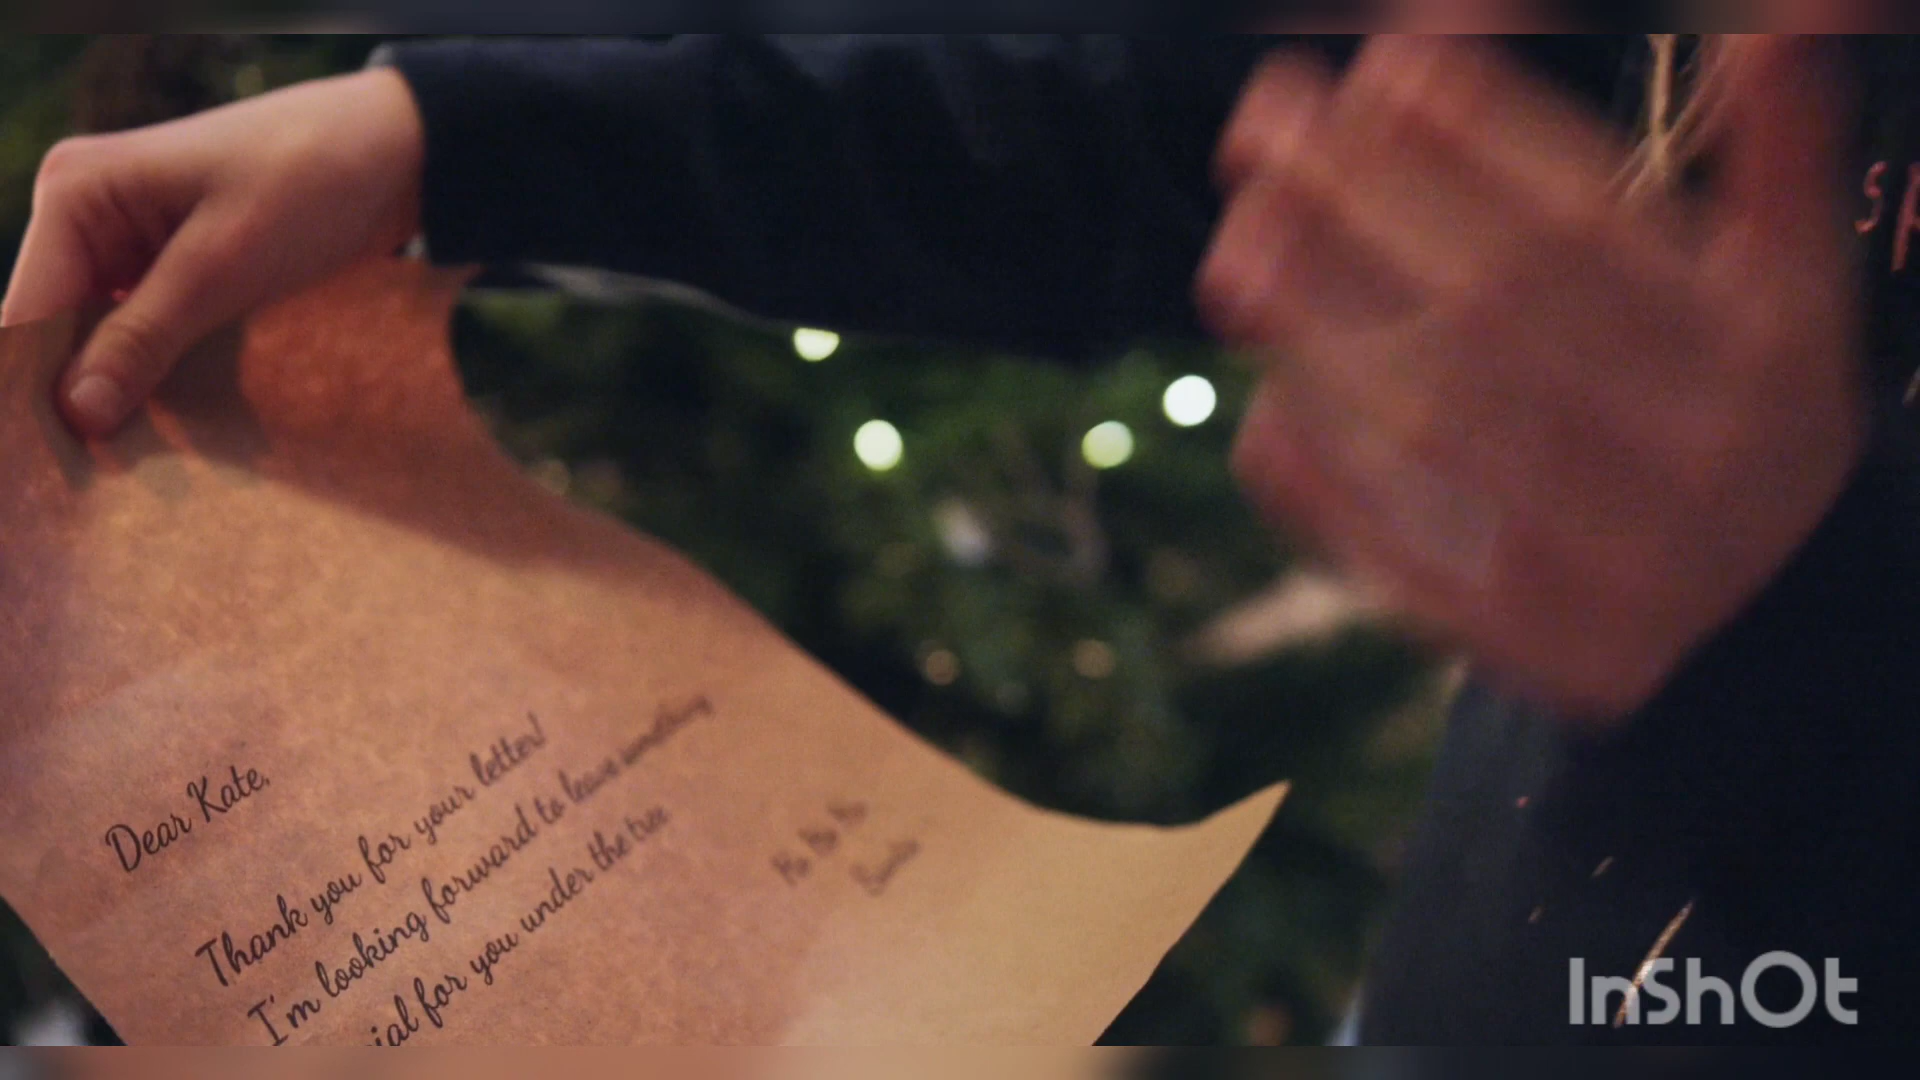 Dear Kate,
Thank you for your letter!
I'm looking forward to leave something
ial for you under the tree
Ho Ho Ho
Santa
SP
InShOt